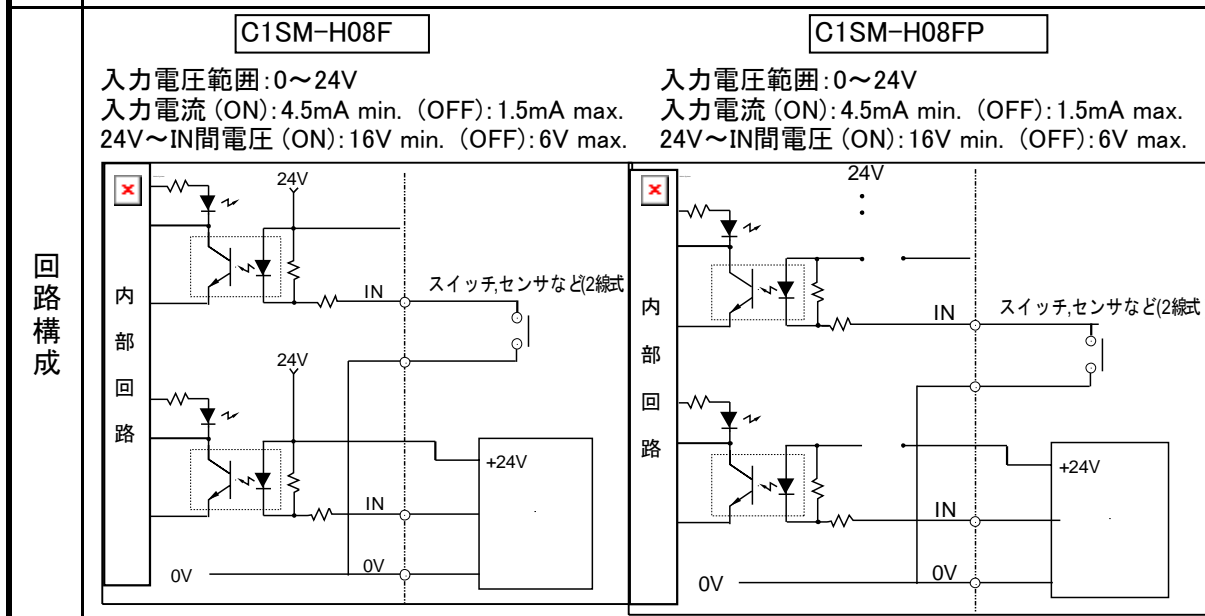 C1SM-H08F
入力電圧範囲:0～24V
入力電流 (ON):4.5mA min. (OFF):1.5mA max.
24V～IN間電圧 (ON):16V min. (OFF):6V max.
C1SM-H08FP
入力電圧範囲:0～24V
入力電流 (ON):4.5mA min. (OFF):1.5mA max.
24V～IN間電圧 (ON):16V min. (OFF):6V max.
回路構成
内部回路
24V
スイッチ,センサなど(2線式
IN
24V
+24V
IN
0V
0V
内部回路
24V
IN
スイッチ,センサなど(2線式
+24V
IN
0V
0V